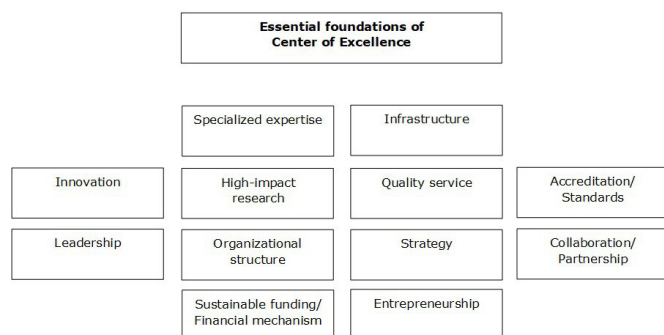 Essential foundations of
Center of Excellence
Specialized expertise
Infrastructure
Innovation
High-impact
research
Quality service
Accreditation/
Standards
Leadership
Organizational
structure
Strategy
Collaboration/
Partnership
Sustainable funding/
Financial mechanism
Entrepreneurship